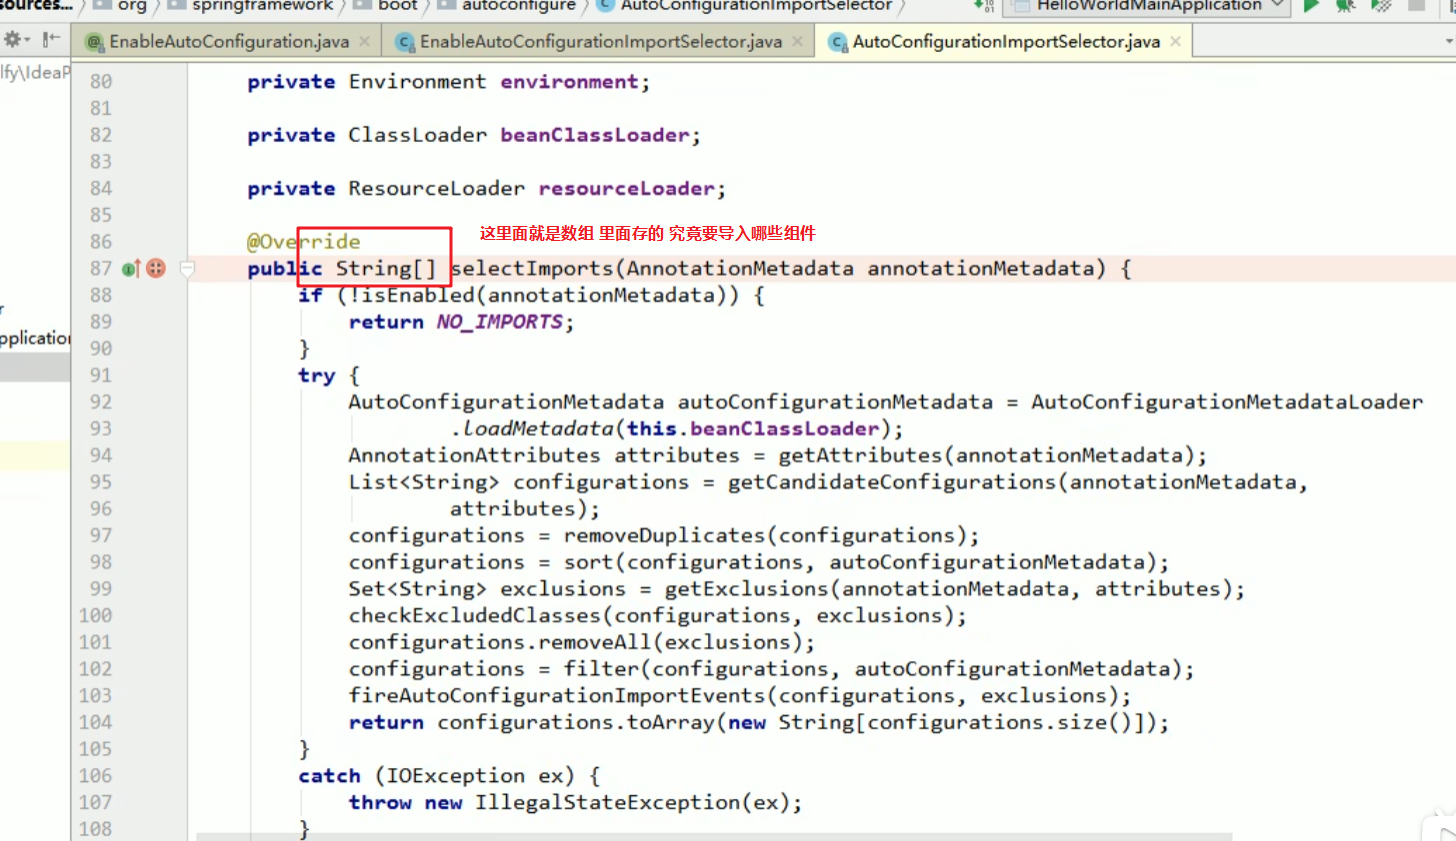 org springframework boot autoconfigure AutoConfigurationImportSelector HelloWorldMainApplication
EnableAutoConfiguration.java EnableAutoConfigurationImportSelector.java AutoConfigurationImportSelector.java
80 private Environment environment;
81
82 private ClassLoader beanClassLoader;
83
84 private ResourceLoader resourceLoader;
85
86 @Override
这里面就是数组 里面存的 究竟要导入哪些组件
87 public String[] selectImports(AnnotationMetadata annotationMetadata) {
88 if (!isEnabled(annotationMetadata)) {
89 return NO_IMPORTS;
90 }
91 try {
92 AutoConfigurationMetadata autoConfigurationMetadata = AutoConfigurationMetadataLoader
93 .loadMetadata(this.beanClassLoader);
94 AnnotationAttributes attributes = getAttributes(annotationMetadata);
95 List<String> configurations = getCandidateConfigurations(annotationMetadata,
96 attributes);
97 configurations = removeDuplicates(configurations);
98 configurations = sort(configurations, autoConfigurationMetadata);
99 Set<String> exclusions = getExclusions(annotationMetadata, attributes);
100 checkExcludedClasses(configurations, exclusions);
101 configurations.removeAll(exclusions);
102 configurations = filter(configurations, autoConfigurationMetadata);
103 fireAutoConfigurationImportEvents(configurations, exclusions);
104 return configurations.toArray(new String[configurations.size()]);
105 }
106 catch (IOException ex) {
107 throw new IllegalStateException(ex);
108 }